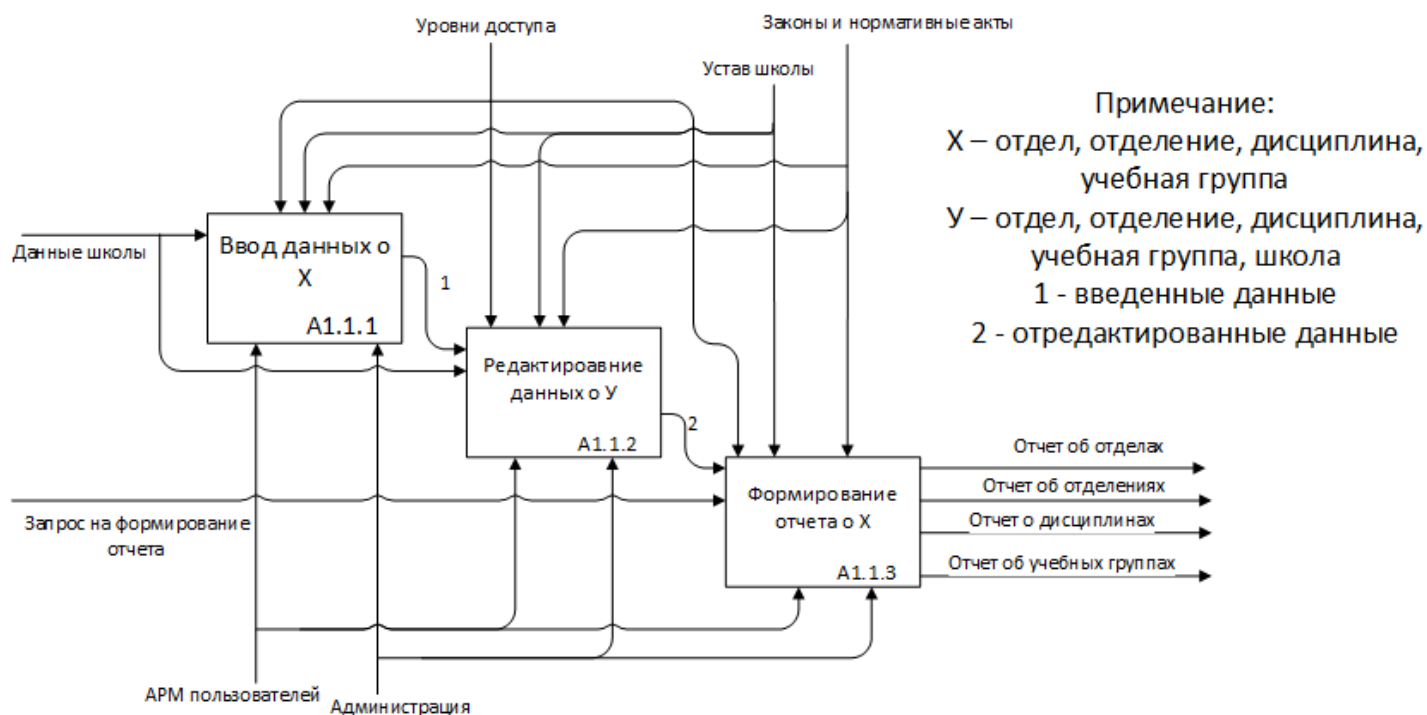 Уровни доступа
Законы и нормативные акты
Устав школы
Примечание:
Х – отдел, отделение, дисциплина,
учебная группа
У – отдел, отделение, дисциплина,
учебная группа, школа
1 - введенные данные
2 - отредактированные данные
Данные школы
Ввод данных о
Х
А1.1.1
1
Редактироавние
данных о У
А1.1.2
2
Запрос на формирование
отчета
Формирование
отчета о Х
А1.1.3
Отчет об отделах
Отчет об отделениях
Отчет о дисциплинах
Отчет об учебных группах
АРМ пользователей
Администрация